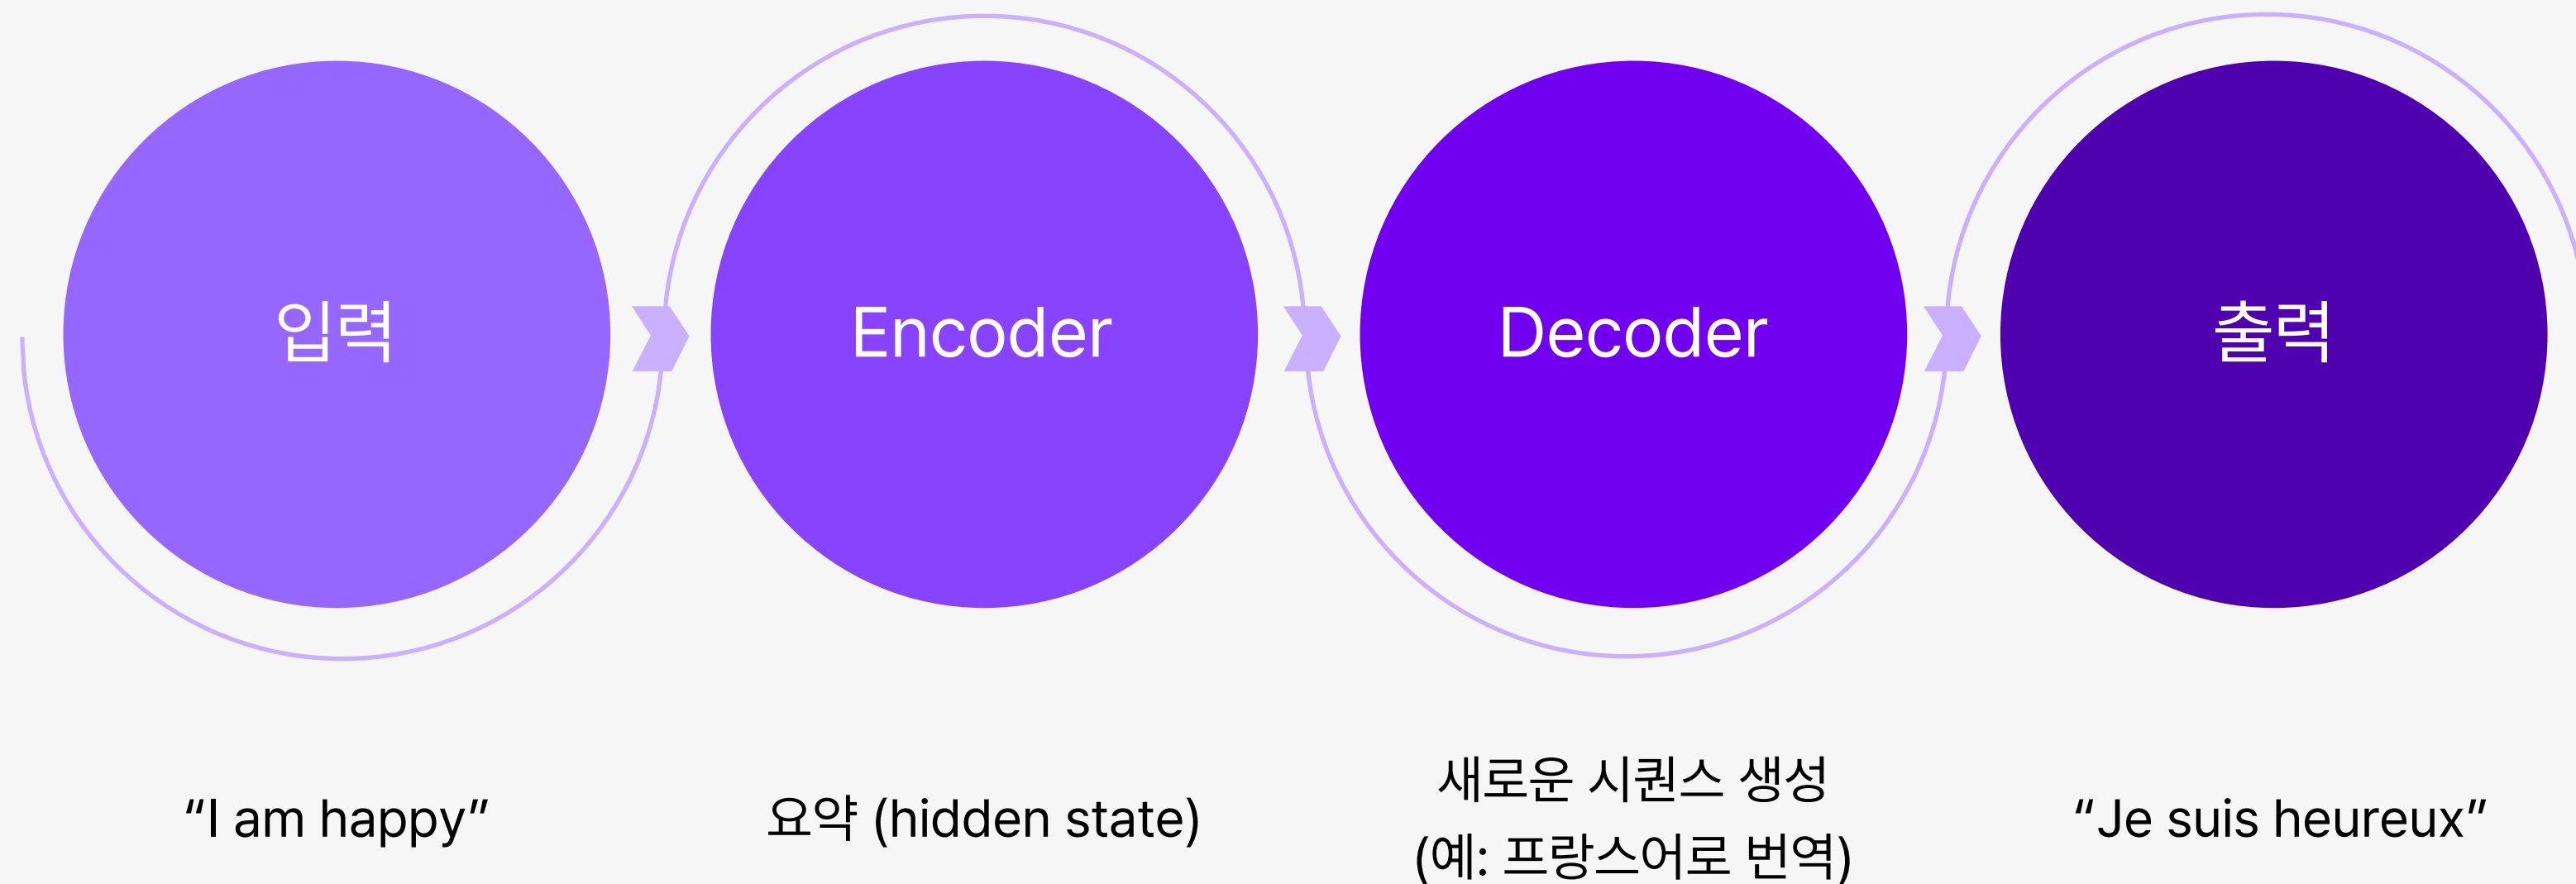 입력
Encoder
Decoder
출력
“I am happy”
요약 (hidden state)
새로운 시퀀스 생성
(예: 프랑스어로 번역)
“Je suis heureux”